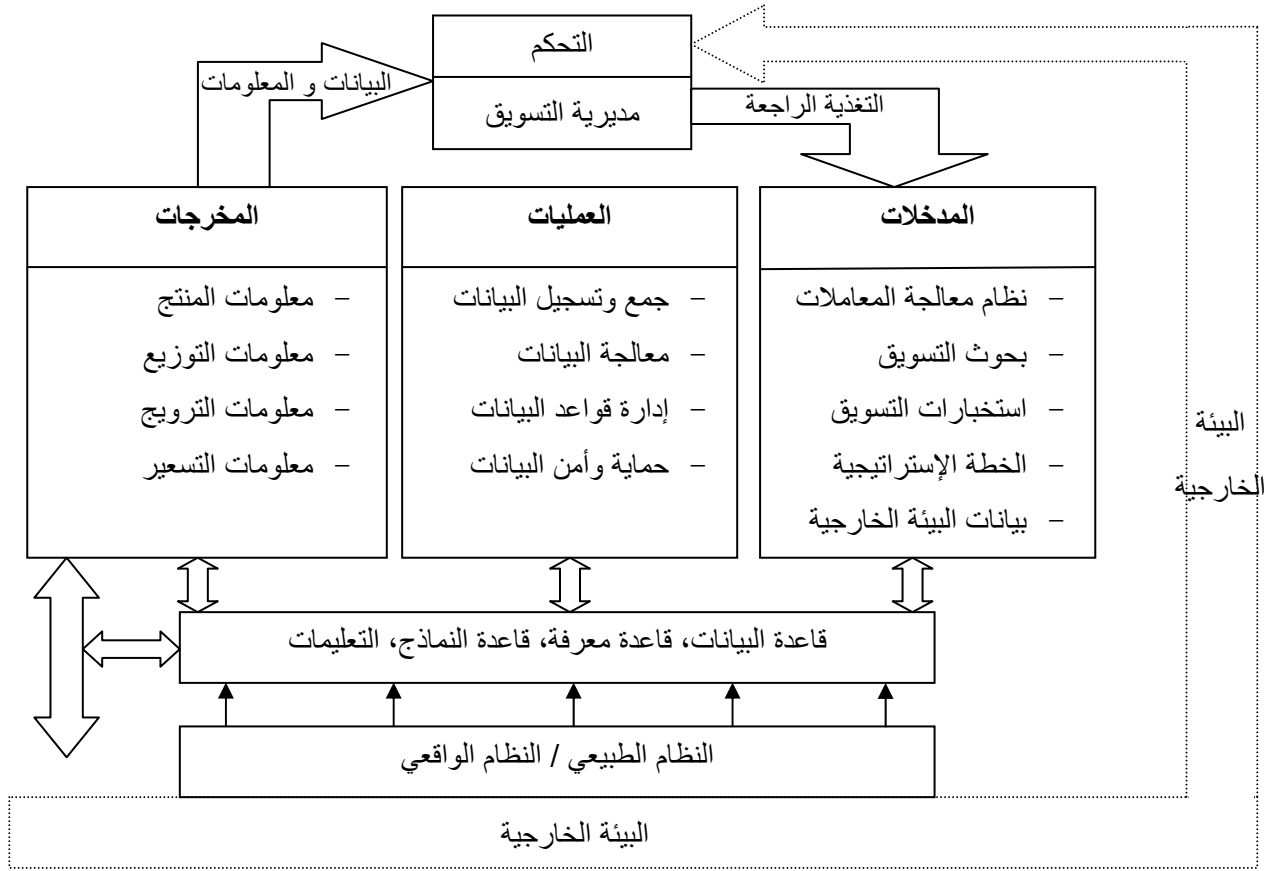 التحكم
مديرية التسويق
البيانات و المعلومات
التغذية الراجعة
المدخلات
- نظام معالجة المعاملات
- بحوث التسويق
- استخبارات التسويق
- الخطة الإستراتيجية
- بيانات البيئة الخارجية
العمليات
- جمع وتسجيل البيانات
- معالجة البيانات
- إدارة قواعد البيانات
- حماية وأمن البيانات
المخرجات
- معلومات المنتج
- معلومات التوزيع
- معلومات الترويج
- معلومات التسعير
البيئة
الخارجية
قاعدة البيانات، قاعدة معرفة، قاعدة النماذج، التعليمات
النظام الطبيعي / النظام الواقعي
البيئة الخارجية